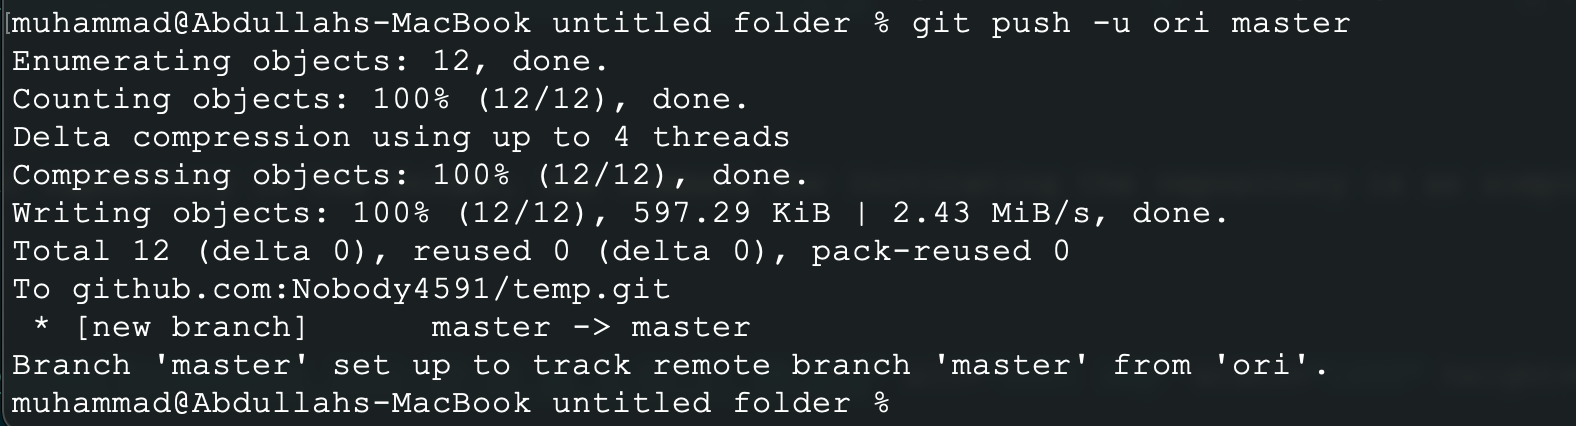 muhammad@Abdullahs-MacBook untitled folder % git push -u ori master
Enumerating objects: 12, done.
Counting objects: 100% (12/12), done.
Delta compression using up to 4 threads
Compressing objects: 100% (12/12), done.
Writing objects: 100% (12/12), 597.29 KiB | 2.43 MiB/s, done.
Total 12 (delta 0), reused 0 (delta 0), pack-reused 0
To github.com:Nobody4591/temp.git
 * [new branch]      master -> master
Branch 'master' set up to track remote branch 'master' from 'ori'.
muhammad@Abdullahs-MacBook untitled folder %